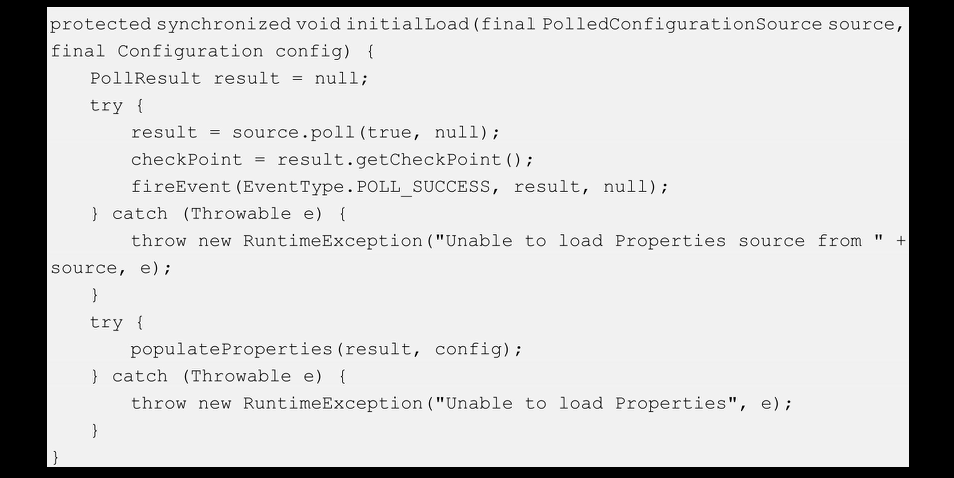 protected synchronized void initialLoad(final PolledConfigurationSource source,
final Configuration config) {
    PollResult result = null;
    try {
        result = source.poll(true, null);
        checkPoint = result.getCheckPoint();
        fireEvent(EventType.POLL_SUCCESS, result, null);
    } catch (Throwable e) {
        throw new RuntimeException("Unable to load Properties source from " +
source, e);
    }
    try {
        populateProperties(result, config);
    } catch (Throwable e) {
        throw new RuntimeException("Unable to load Properties", e);
    }
}